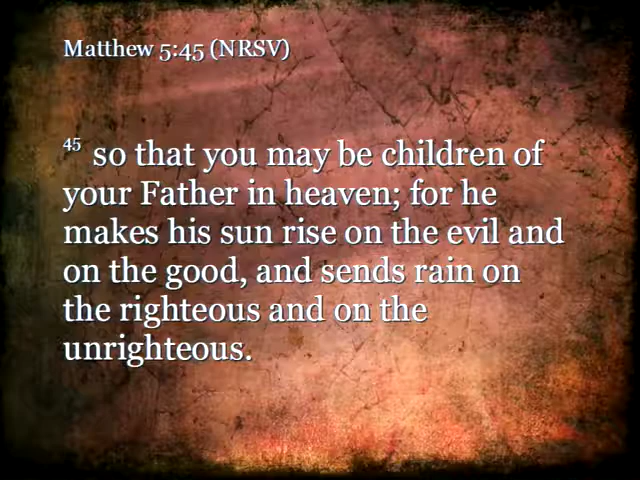 Matthew 5:45 (NRSV)
45 so that you may be children of
your Father in heaven; for he
makes his sun rise on the evil and
on the good, and sends rain on
the righteous and on the
unrighteous.